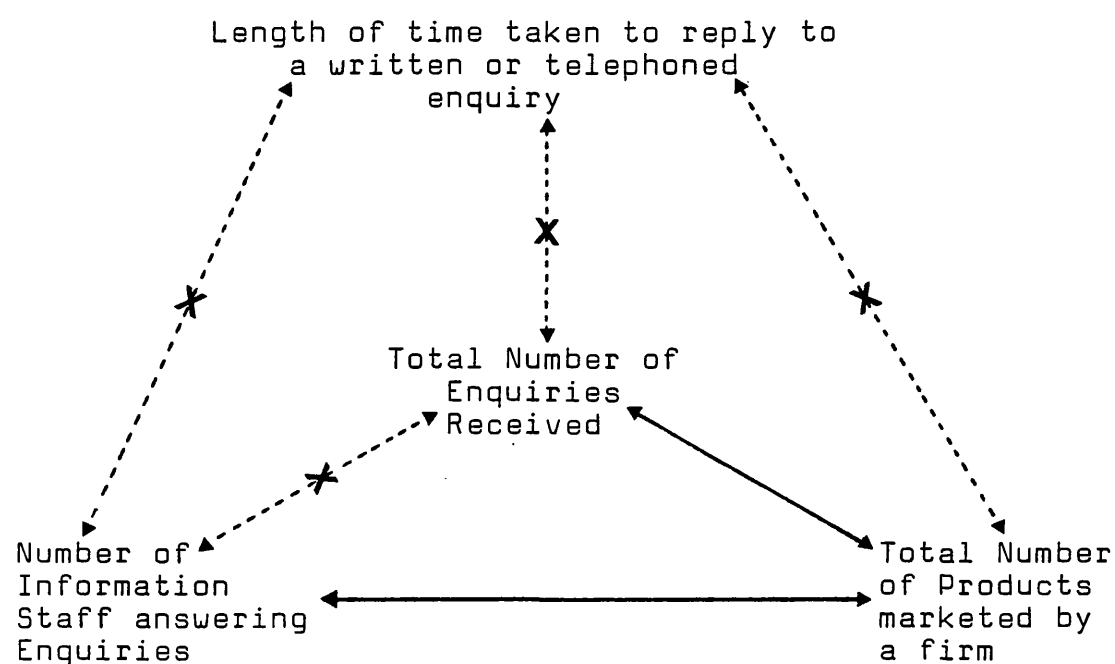 Length of time taken to reply to
a written or telephoned
enquiry
Total Number of
Enquiries
Received
Number of
Information
Staff answering
Enquiries
Total Number
of Products
marketed by
a firm